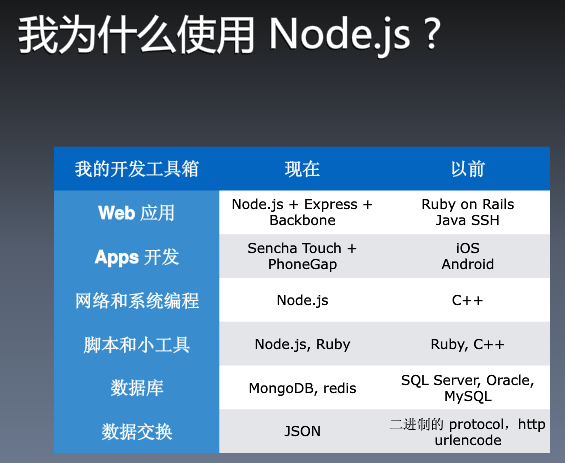 我为什么使用 Node.js？
我的开发工具箱 现在 以前
Web 应用 Node.js + Express + Backbone Ruby on Rails Java SSH
Apps 开发 Sencha Touch + PhoneGap iOS Android
网络和系统编程 Node.js C++
脚本和小工具 Node.js, Ruby Ruby, C++
数据库 MongoDB, redis SQL Server, Oracle, MySQL
数据交换 JSON 二进制的 protocol，http urlencode